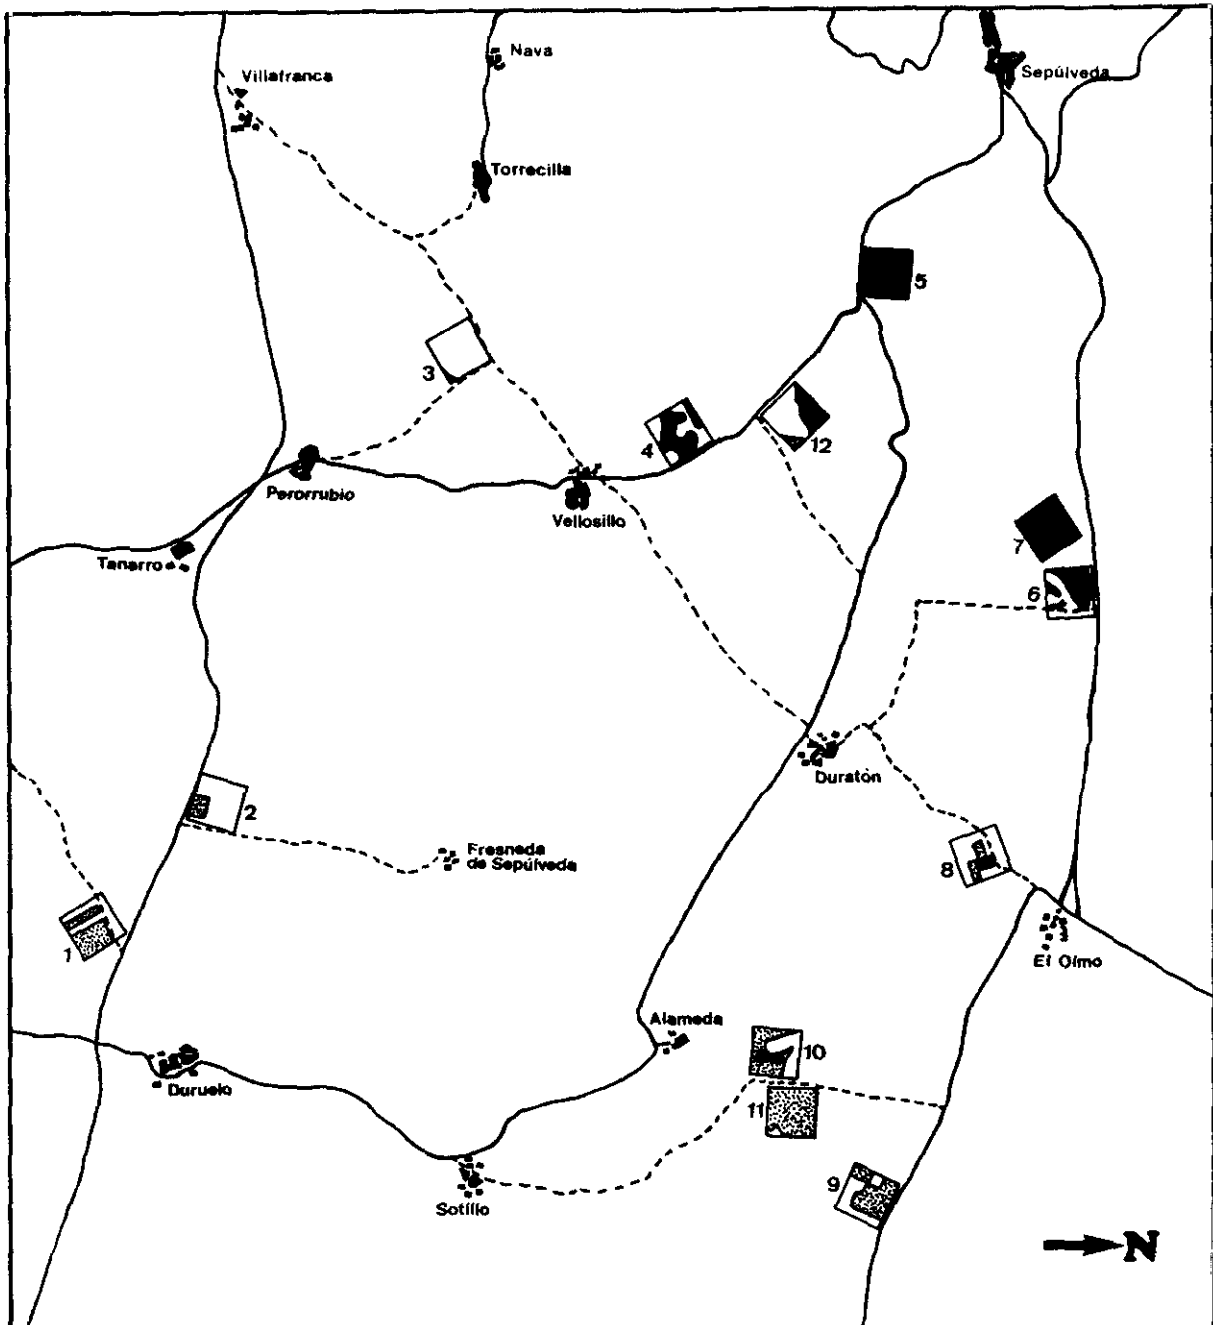 Nava
Villafranca
Sepúlveda
Torrecilla
5
3
4
12
Perorrubio
Vellosillo
7
Tanarro
6
Duratòn
2
Fresneda
de Sepúlveda
8
1
El Olmo
Alameda
10
Duruelo
11
9
Sotillo
N